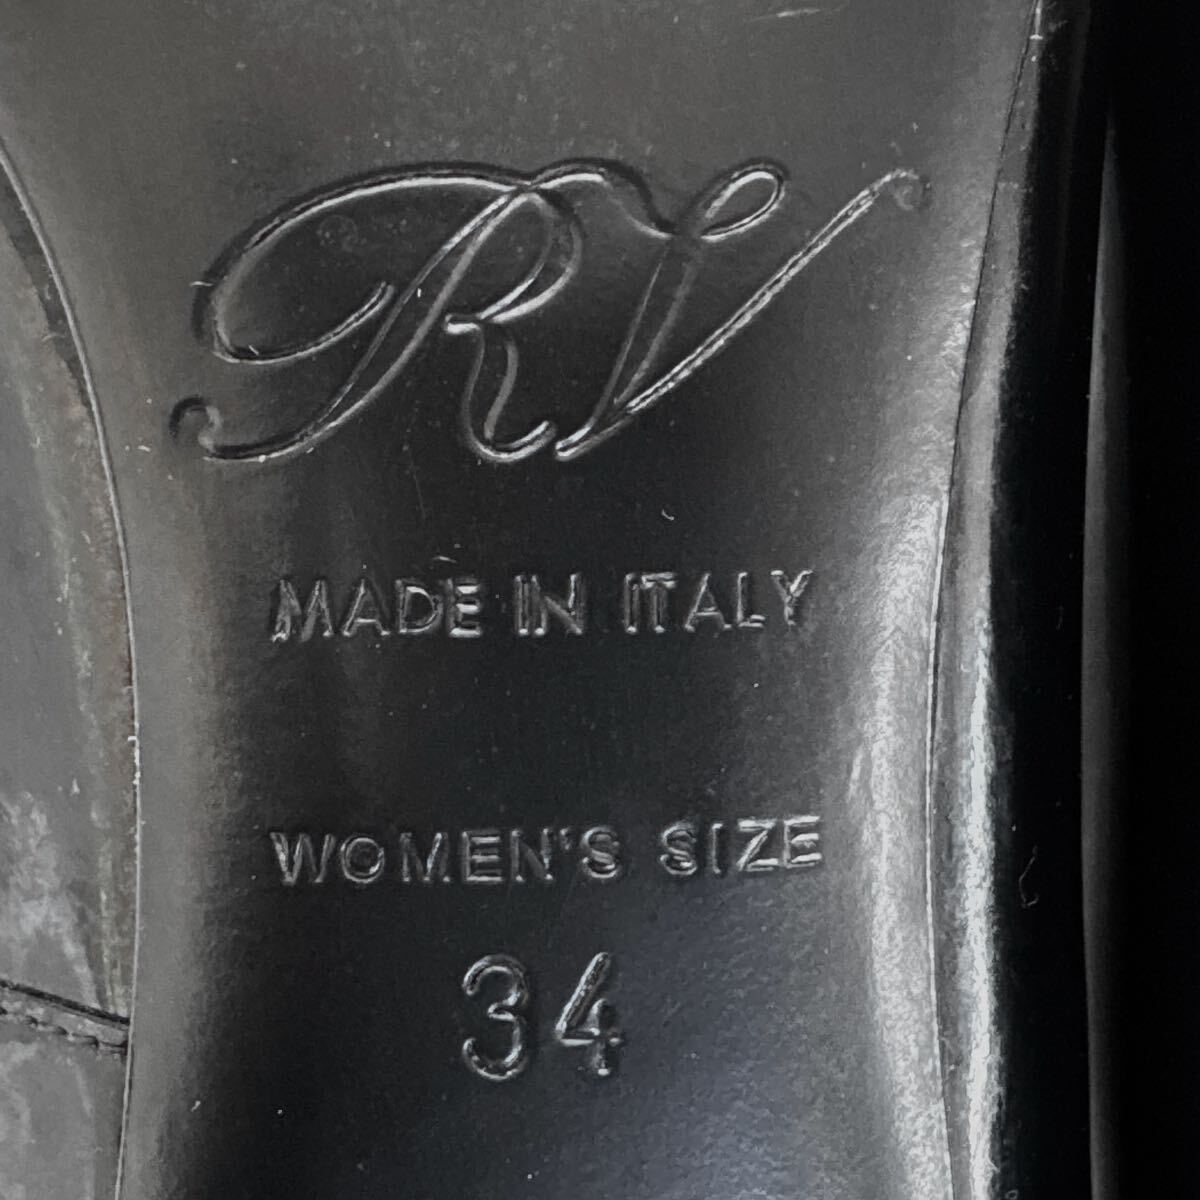 RV
MADE IN ITALY
WOMEN'S SIZE
34